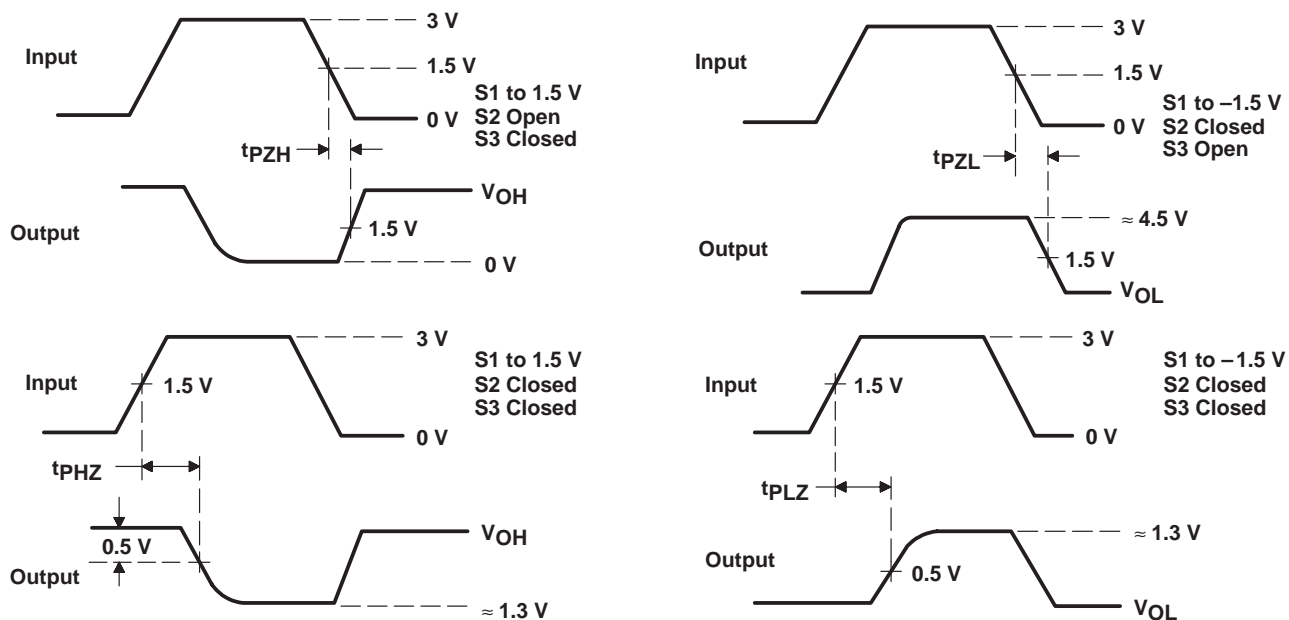 3 V
Input
1.5 V
S1 to 1.5 V
S2 Open
S3 Closed
0 V
tPZH
VOH
1.5 V
Output
0 V
3 V
Input
1.5 V
S1 to –1.5 V
S2 Closed
S3 Open
0 V
tPZL
≈ 4.5 V
Output
1.5 V
VOL
3 V
S1 to 1.5 V
S2 Closed
S3 Closed
Input
1.5 V
0 V
tPHZ
VOH
0.5 V
Output
≈ 1.3 V
3 V
S1 to –1.5 V
S2 Closed
S3 Closed
Input
1.5 V
0 V
tPLZ
≈ 1.3 V
Output
0.5 V
VOL